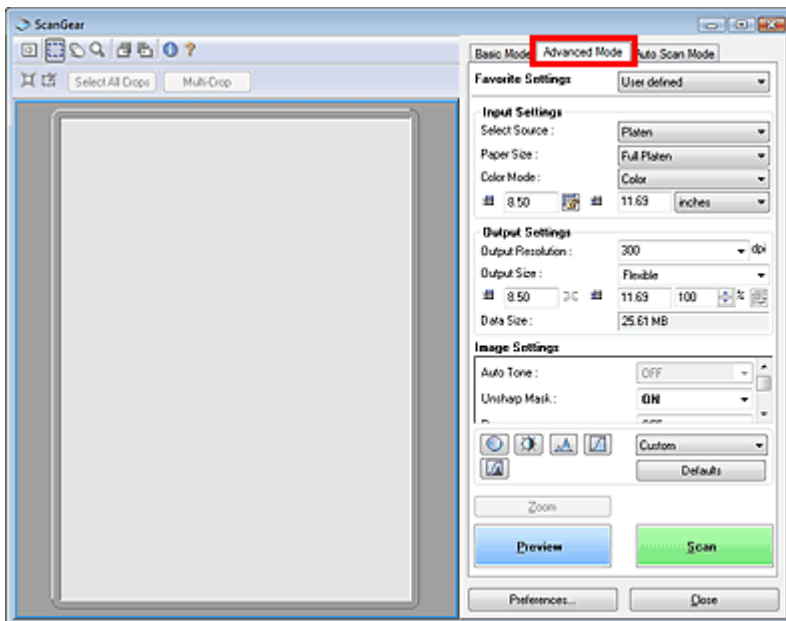 ScanGear
Basic Mode Advanced Mode Auto Scan Mode
Select All Crops Multi-Crop
Favorite Settings User defined
Input Settings
Select Source : Platen
Paper Size : Full Platen
Color Mode : Color
8.50 11.69 inches
Output Settings
Output Resolution : 300 dpi
Output Size : Flexible
8.50 11.69 100 %
Data Size : 25.61 MB
Image Settings
Auto Tone : OFF
Unsharp Mask : ON
Custom
Defaults
Zoom
Preview Scan
Preferences... Close